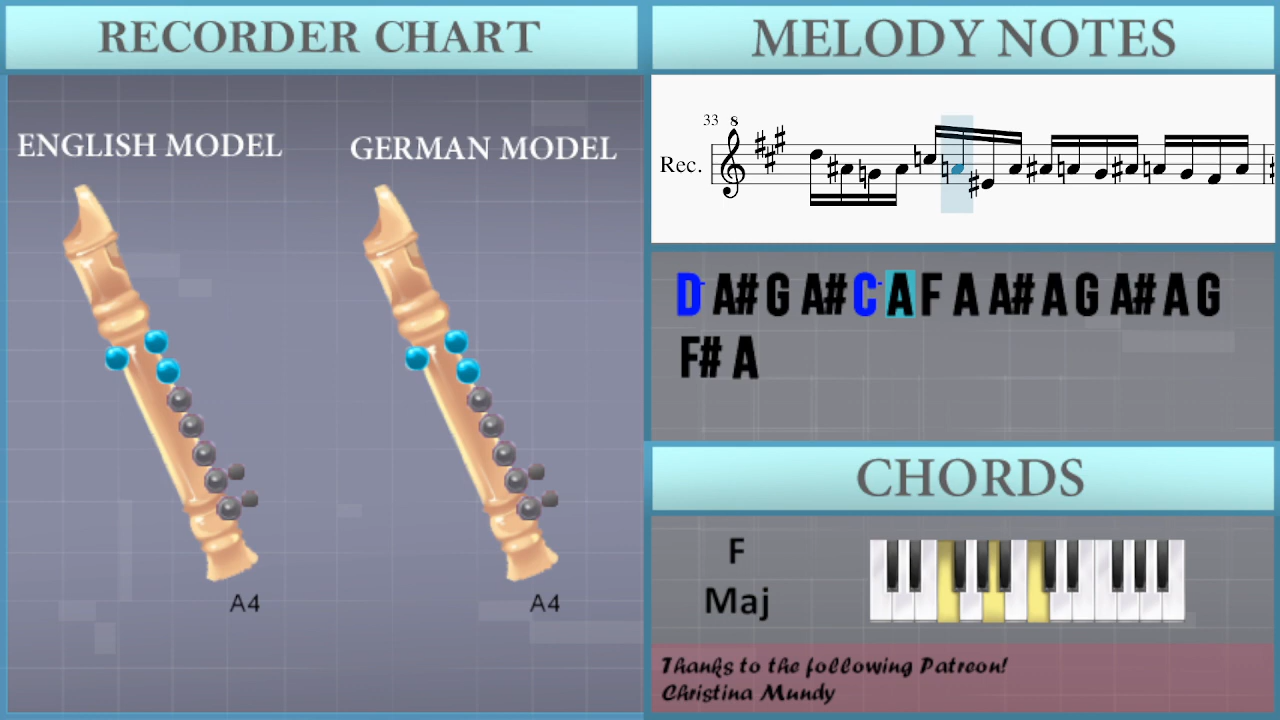 RECORDER CHART
ENGLISH MODEL
GERMAN MODEL
A4
A4
MELODY NOTES
33
8
Rec.
D- A# G A# C- A F A A# A G A# A G
F# A
CHORDS
F
Maj
Thanks to the following Patreon!
Christina Mundy